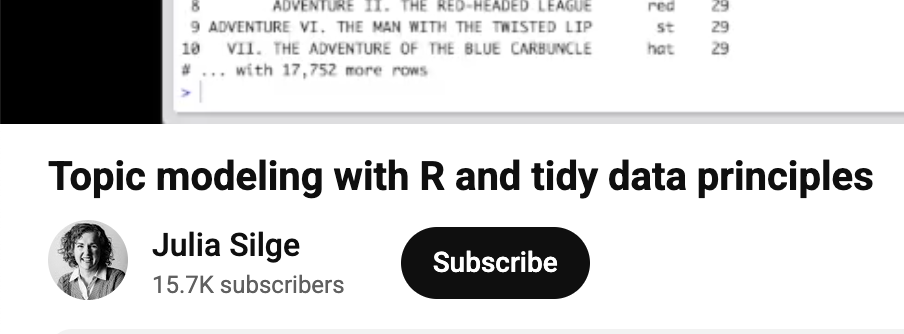 8 ADVENTURE II. THE RED-HEADED LEAGUE red 29
9 ADVENTURE VI. THE MAN WITH THE TWISTED LIP st 29
10 VII. THE ADVENTURE OF THE BLUE CARBUNCLE hat 29
# ... with 17,752 more rows
>
Topic modeling with R and tidy data principles
Julia Silge
15.7K subscribers
Subscribe